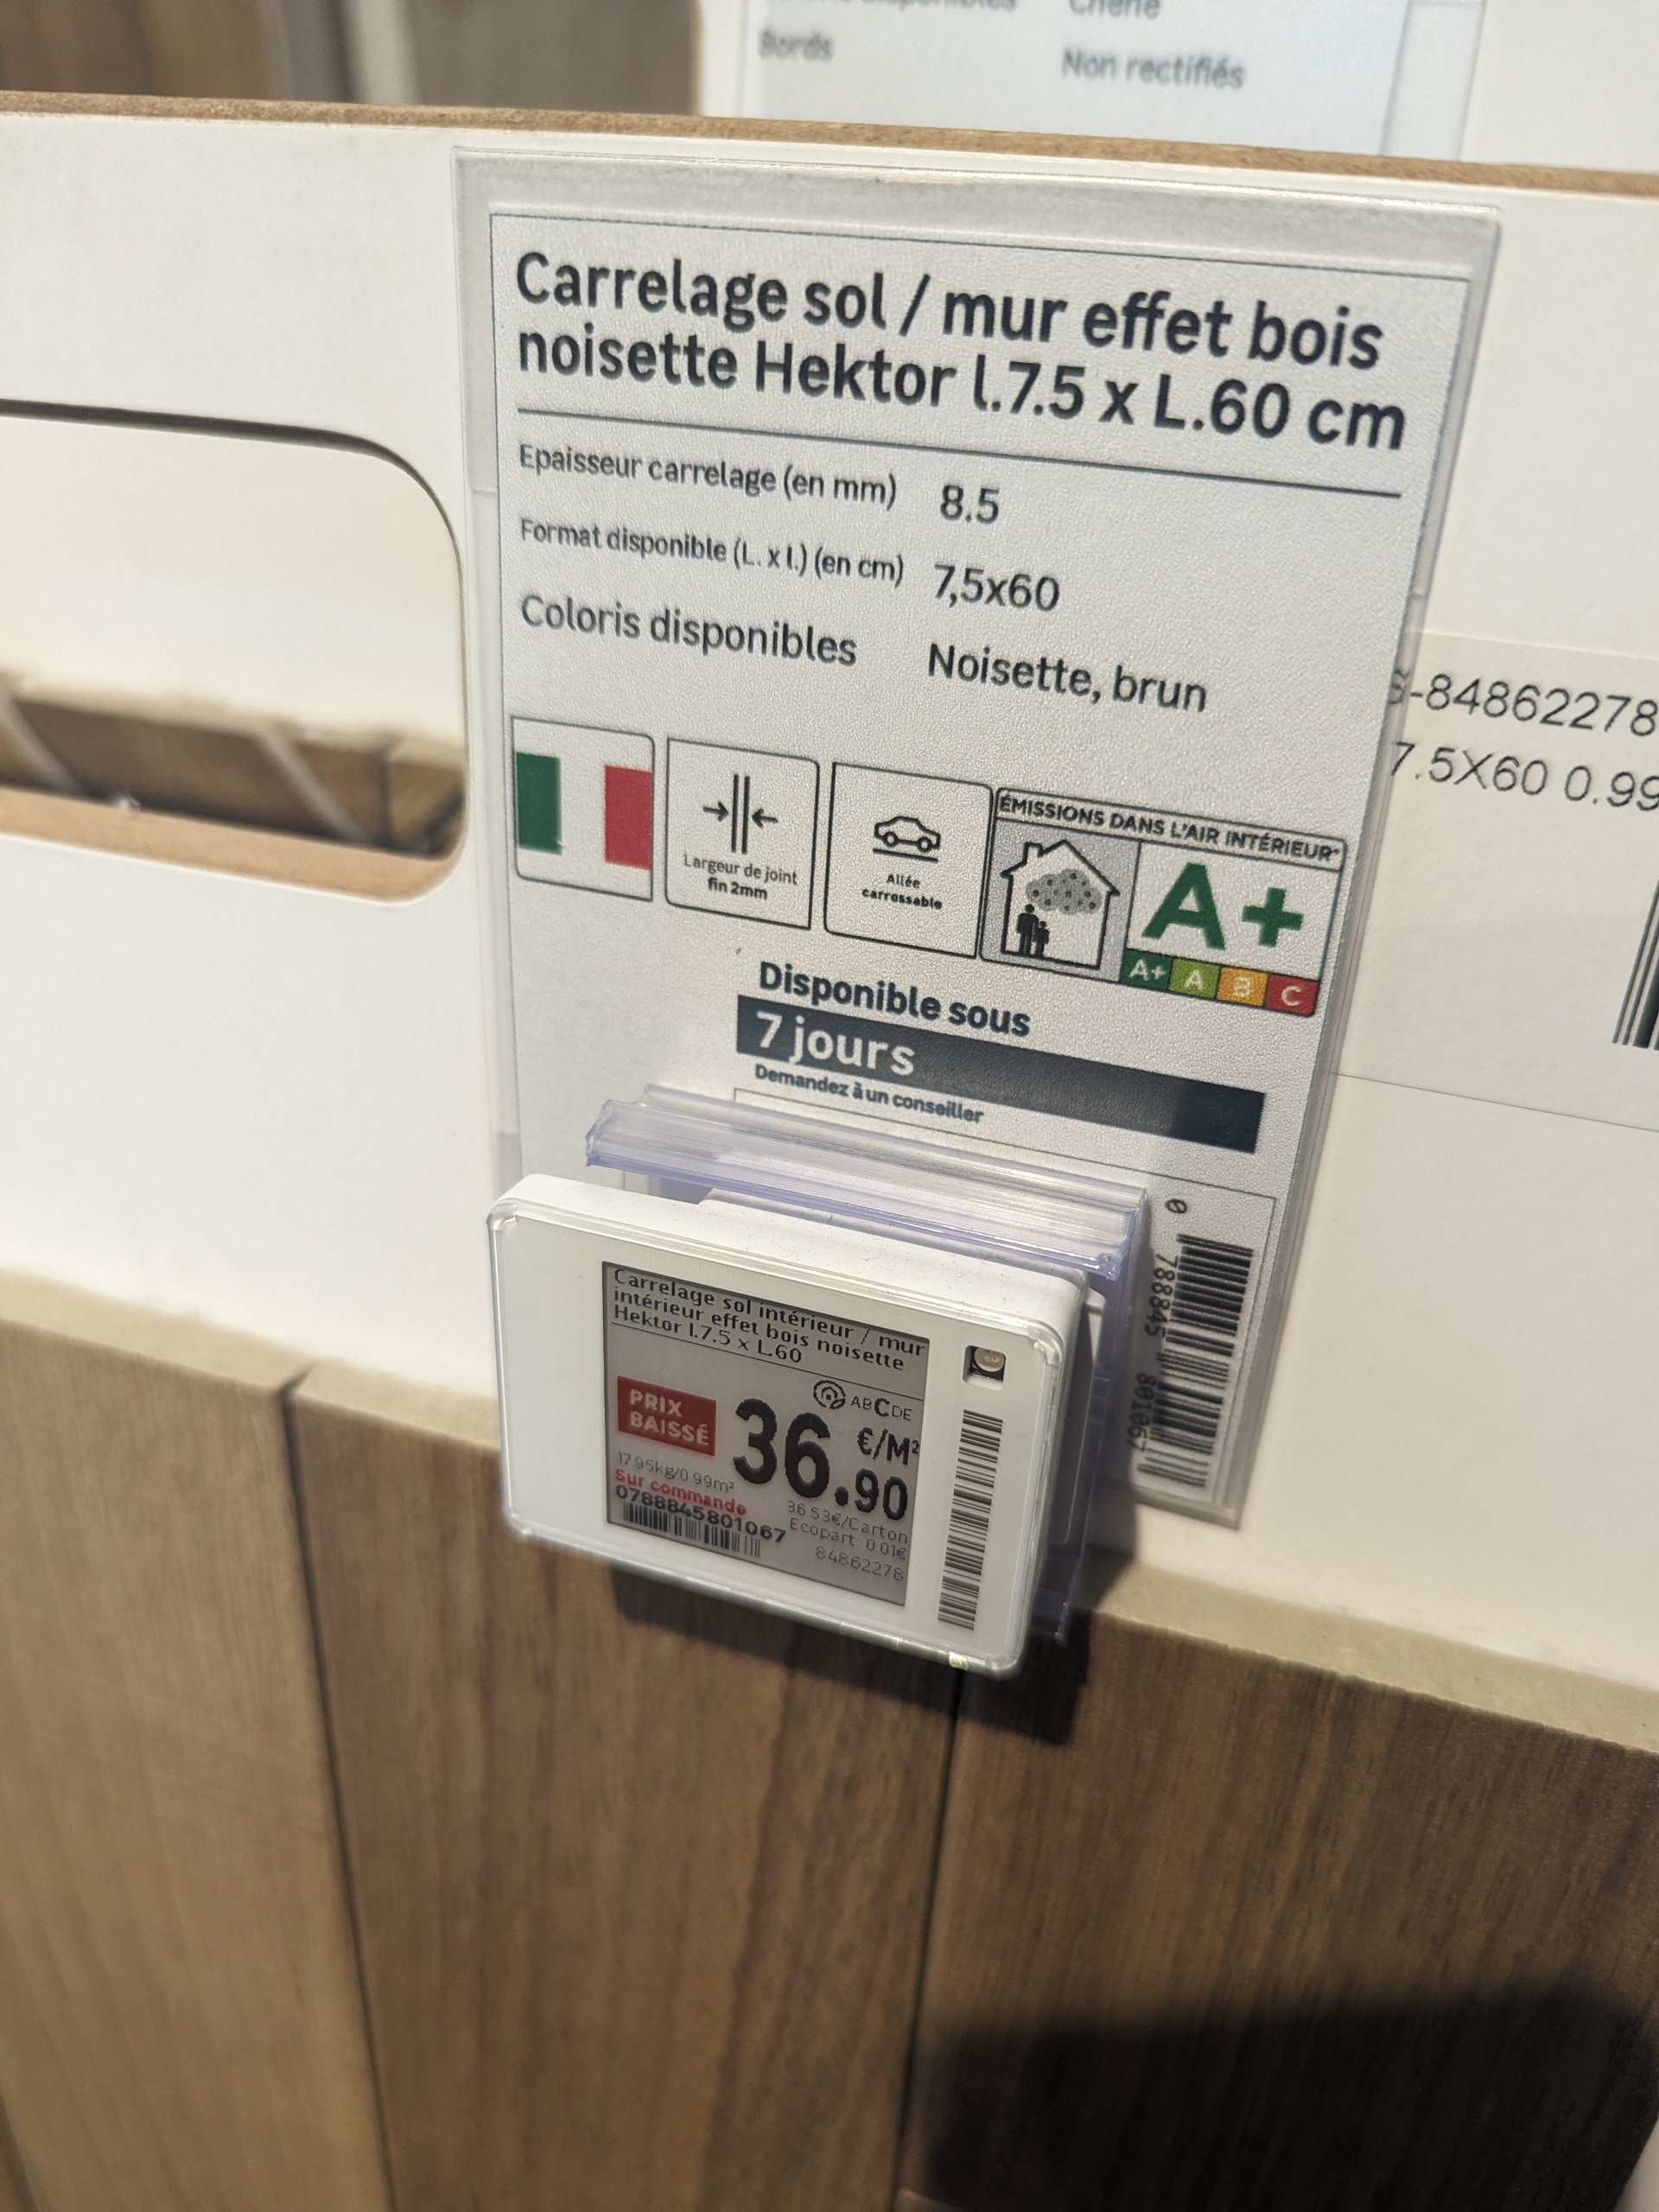 Bords Non rectifiés
Carrelage sol / mur effet bois
noisette Hektor l.7.5 x L.60 cm
Epaisseur carrelage (en mm) 8.5
Format disponible (L. x l.) (en cm) 7,5x60
Coloris disponibles Noisette, brun
-84862278
7.5X60 0.99
Largeur de joint
fin 2mm
Allée
carrossable
ÉMISSIONS DANS L'AIR INTÉRIEUR*
A+
A+ A B C
Disponible sous
7 jours
Demandez à un conseiller
0 788845 801067
Carrelage sol intérieur / mur
intérieur effet bois noisette
Hektor l.7.5 x L.60
ABCDE
PRIX
BAISSÉ
36.90 €/M²
17.95kg/0.99m²
Sur commande
0788845801067
36.53€/Carton
Ecopart: 0.01€
84862278